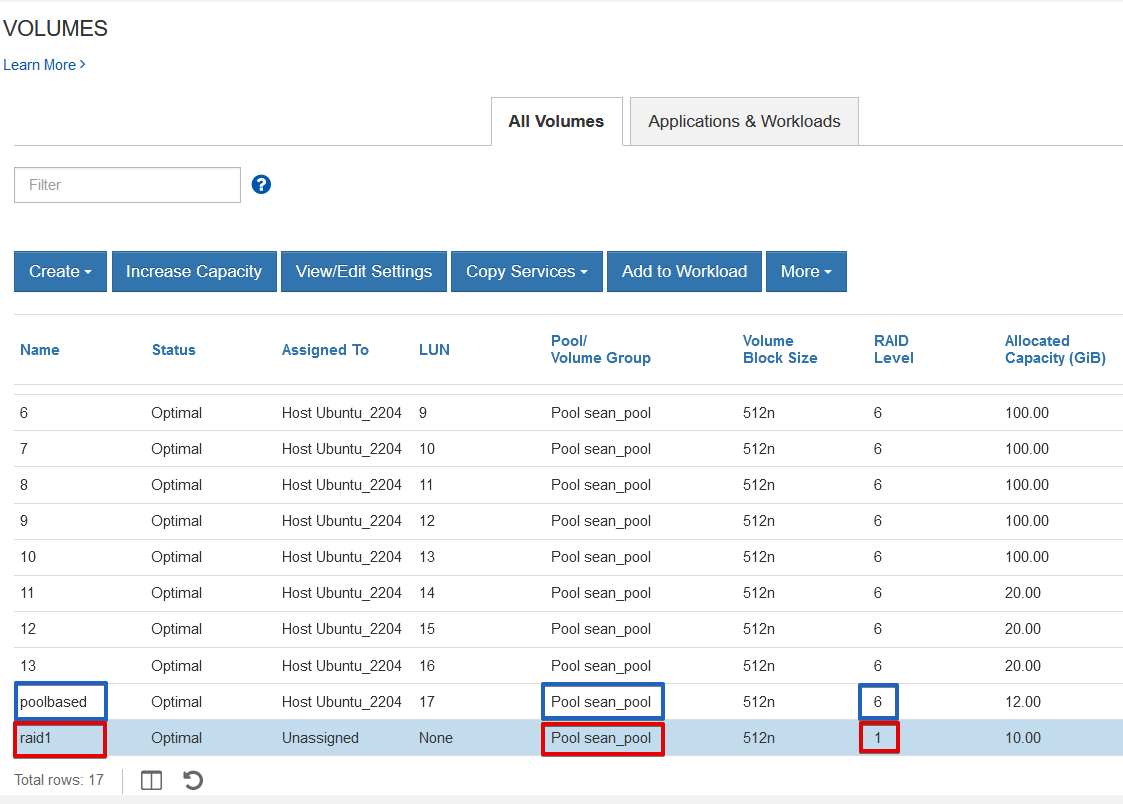 VOLUMES
Learn More >
All Volumes Applications & Workloads
Filter ?
Create Increase Capacity View/Edit Settings Copy Services Add to Workload More
Name Status Assigned To LUN Pool/ Volume Group Volume Block Size RAID Level Allocated Capacity (GiB)
6 Optimal Host Ubuntu_2204 9 Pool sean_pool 512n 6 100.00
7 Optimal Host Ubuntu_2204 10 Pool sean_pool 512n 6 100.00
8 Optimal Host Ubuntu_2204 11 Pool sean_pool 512n 6 100.00
9 Optimal Host Ubuntu_2204 12 Pool sean_pool 512n 6 100.00
10 Optimal Host Ubuntu_2204 13 Pool sean_pool 512n 6 100.00
11 Optimal Host Ubuntu_2204 14 Pool sean_pool 512n 6 20.00
12 Optimal Host Ubuntu_2204 15 Pool sean_pool 512n 6 20.00
13 Optimal Host Ubuntu_2204 16 Pool sean_pool 512n 6 20.00
poolbased Optimal Host Ubuntu_2204 17 Pool sean_pool 512n 6 12.00
raid1 Optimal Unassigned None Pool sean_pool 512n 1 10.00
Total rows: 17